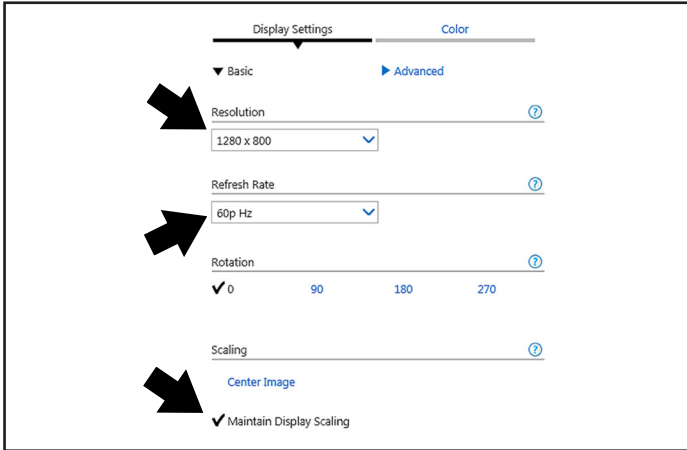 Display Settings Color
Basic Advanced
Resolution ?
1280 x 800
Refresh Rate ?
60p Hz
Rotation ?
0 90 180 270
Scaling ?
Center Image
Maintain Display Scaling